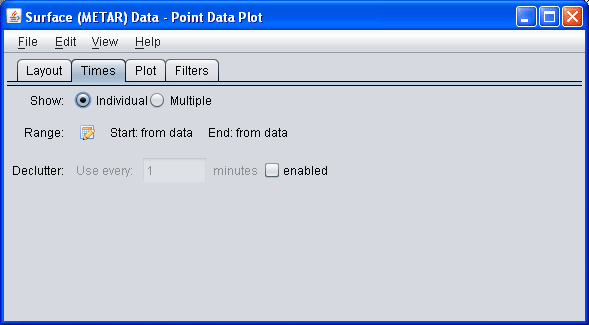 Surface (METAR) Data - Point Data Plot
File Edit View Help
Layout Times Plot Filters
Show: Individual Multiple
Range: Start: from data End: from data
Declutter: Use every: 1 minutes enabled